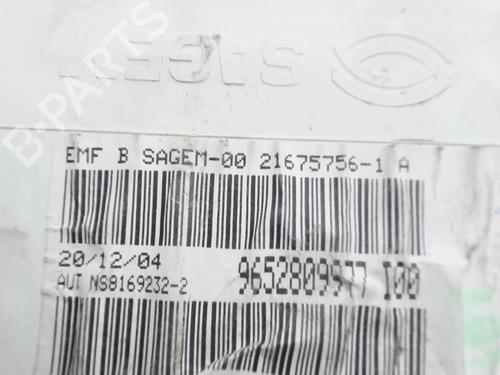 B-PARTS
SAGEM
EMF B SAGEM-00 21675756-1 A
20/12/04
9652809977 I00
AUT NS8169232-2